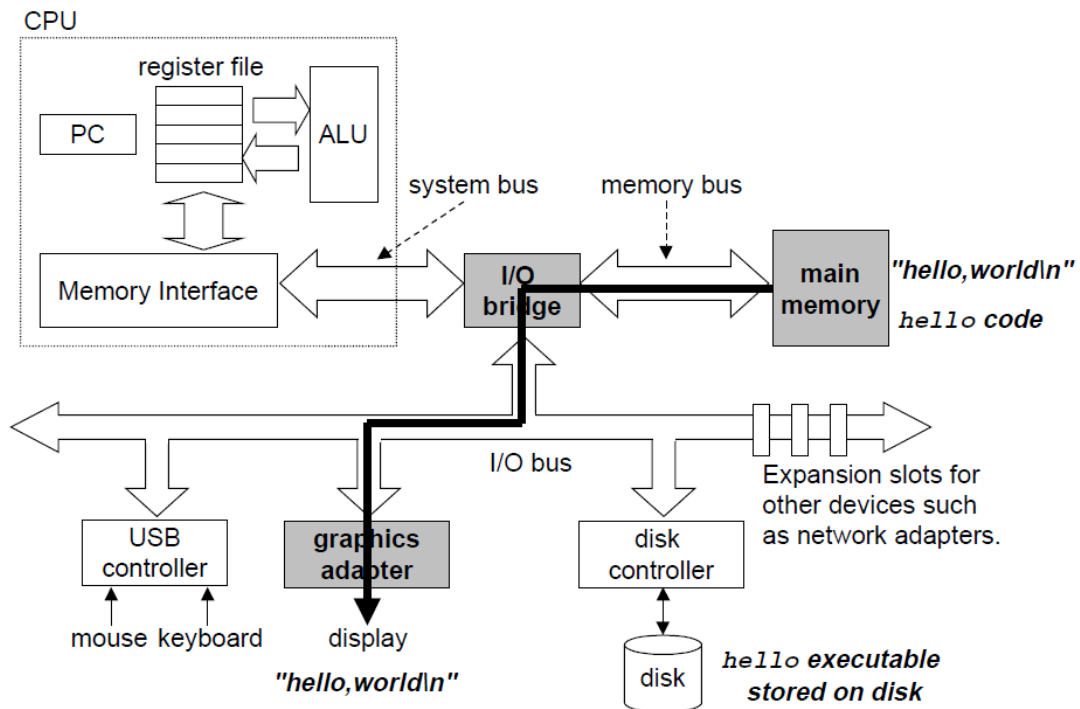 CPU
register file
PC
ALU
system bus
memory bus
Memory Interface
I/O
bridge
main
memory
"hello,world\n"
hello code
I/O bus
Expansion slots for
other devices such
as network adapters.
USB
controller
graphics
adapter
disk
controller
mouse
keyboard
display
"hello,world\n"
disk
hello executable
stored on disk